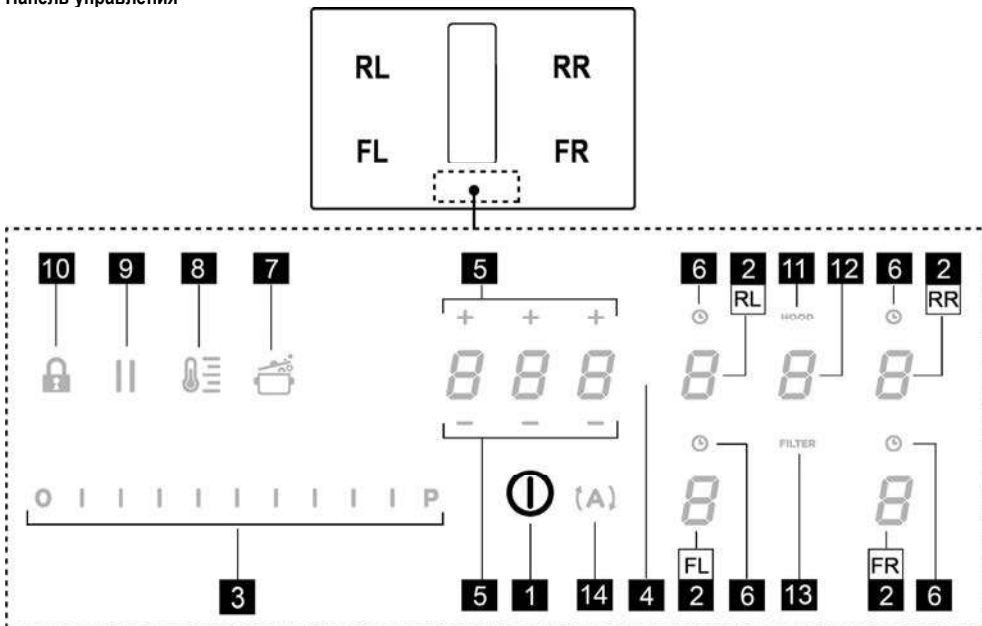 Панель управления
RL RR
FL FR
10 9 8 7 5 6 2 11 12 6 2
RL RR
HOOD
+ + +
8 8 8 8 8 8
- - -
FILTER
0 I I I I I I I I I P (A) 8 8
FL FR
3 5 1 14 4 2 6 13 2 6